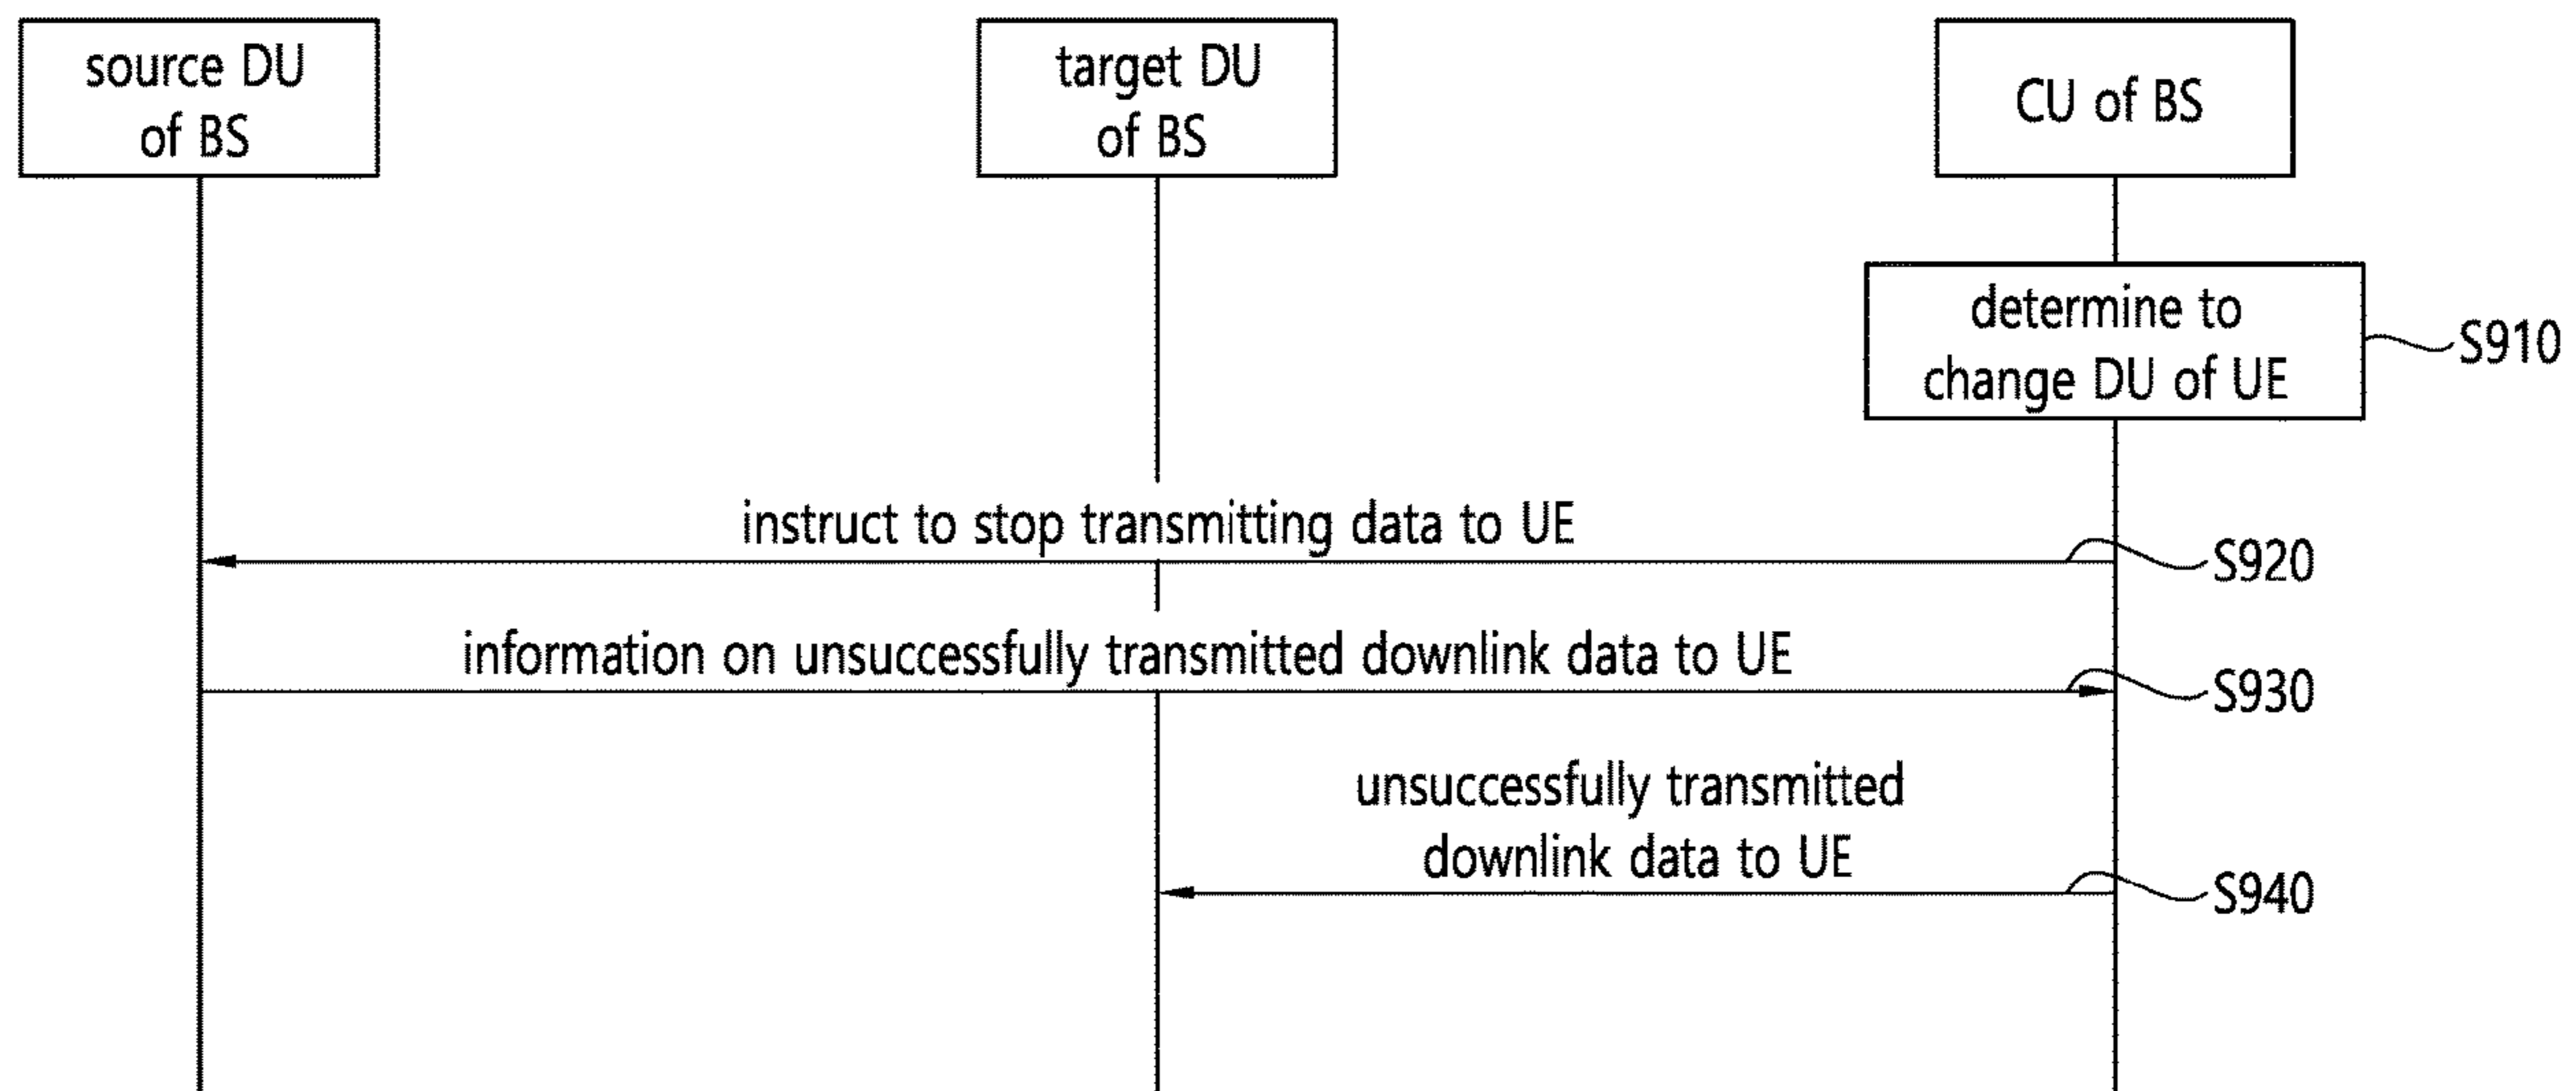 source DU
of BS
target DU
of BS
CU of BS
determine to
change DU of UE
S910
instruct to stop transmitting data to UE
S920
information on unsuccessfully transmitted downlink data to UE
S930
unsuccessfully transmitted
downlink data to UE
S940